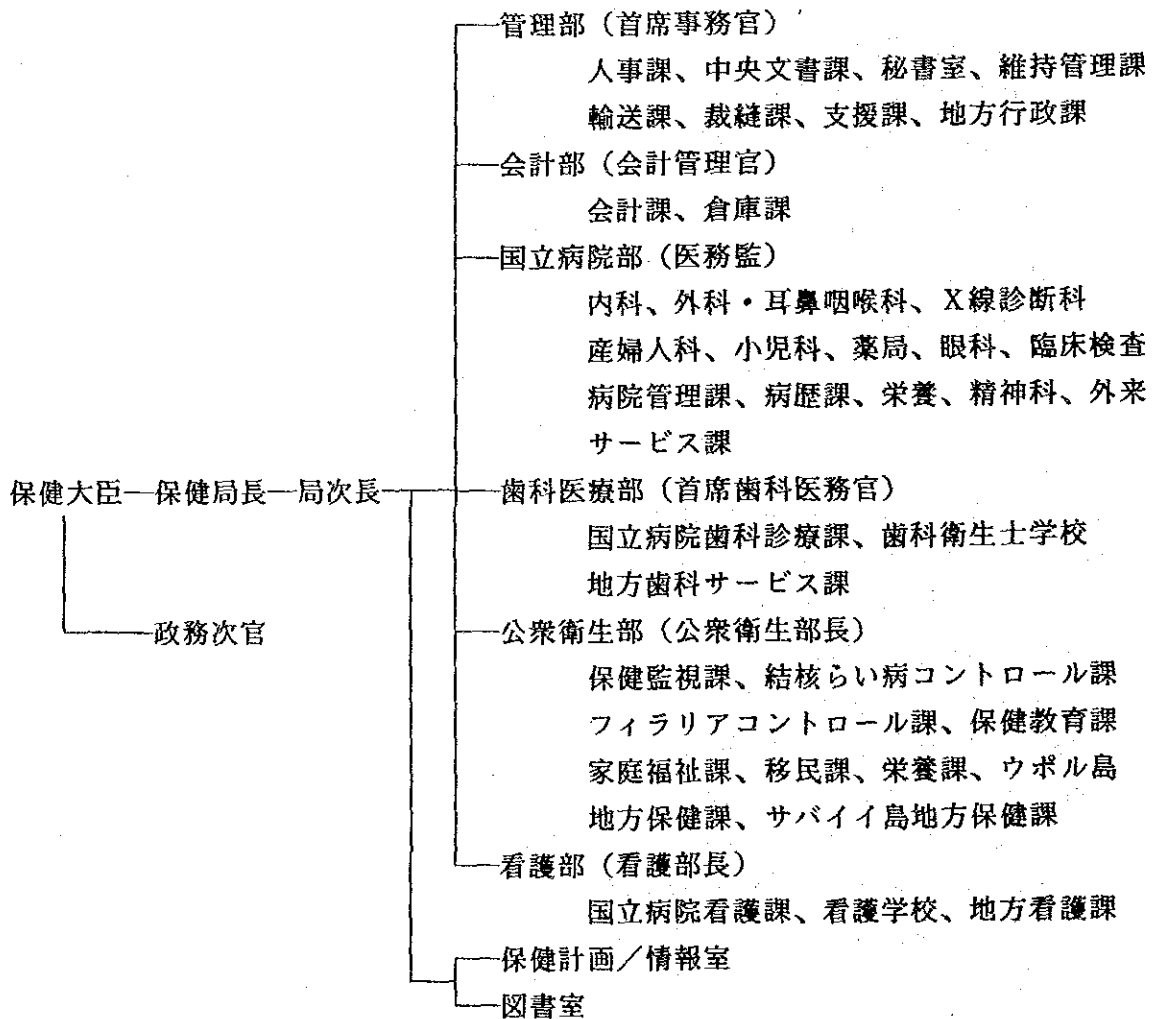 管理部（首席事務官）
人事課、中央文書課、秘書室、維持管理課
輸送課、裁縫課、支援課、地方行政課
会計部（会計管理官）
会計課、倉庫課
国立病院部（医務監）
内科、外科・耳鼻咽喉科、X線診断科
産婦人科、小児科、薬局、眼科、臨床検査
病院管理課、病歴課、栄養、精神科、外来
サービス課
保健大臣 保健局長 局次長 歯科医療部（首席歯科医務官）
国立病院歯科診療課、歯科衛生士学校
地方歯科サービス課
政務次官 公衆衛生部（公衆衛生部長）
保健監視課、結核らい病コントロール課
フィラリアコントロール課、保健教育課
家庭福祉課、移民課、栄養課、ウポル島
地方保健課、サバイイ島地方保健課
看護部（看護部長）
国立病院看護課、看護学校、地方看護課
保健計画／情報室
図書室